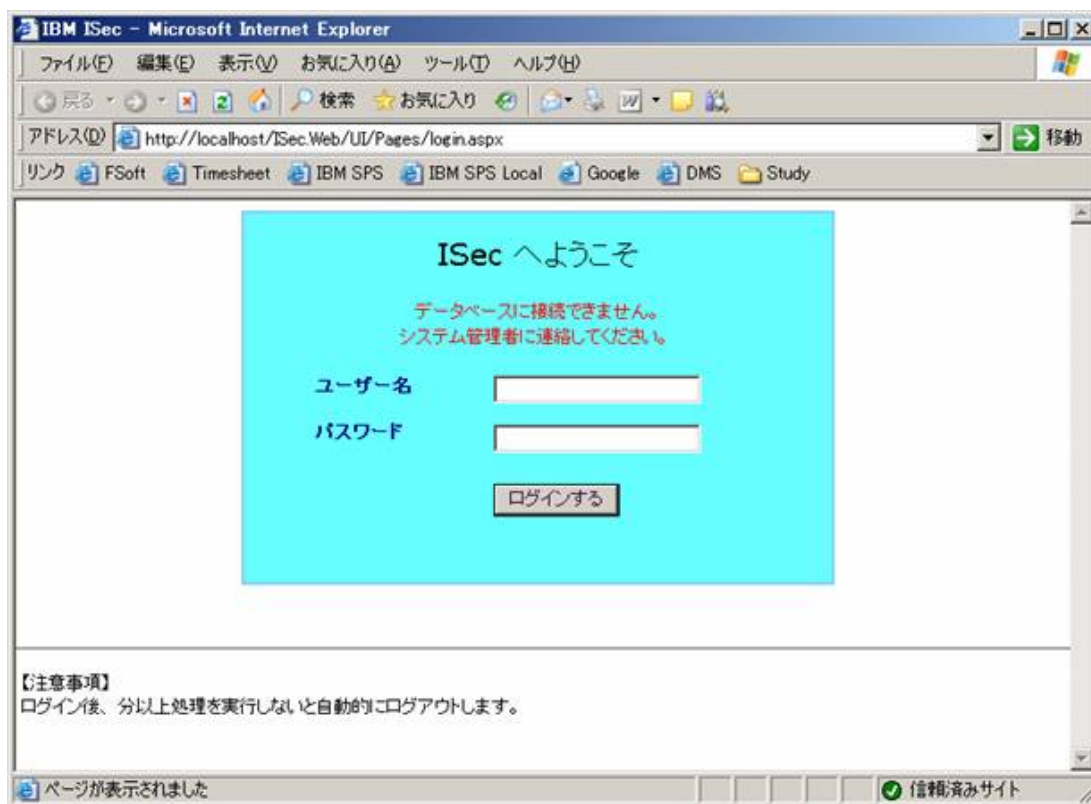 IBM ISec - Microsoft Internet Explorer
ファイル(F) 編集(E) 表示(V) お気に入り(A) ツール(T) ヘルプ(H)
戻る 検索 お気に入り
アドレス(D) http://localhost/ISec.Web/UI/Pages/login.aspx 移動
リンク FSoft Timesheet IBM SPS IBM SPS Local Google DMS Study
ISec へようこそ
データベースに接続できません。
システム管理者に連絡してください。
ユーザー名
パスワード
ログインする
【注意事項】
ログイン後、分以上処理を実行しないと自動的にログアウトします。
ページが表示されました 信頼済みサイト